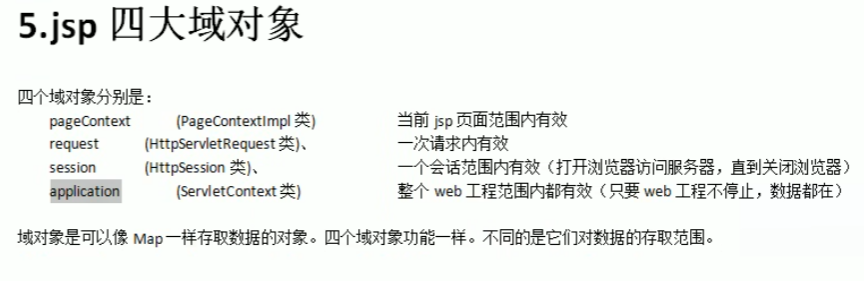 5.jsp 四大域对象
四个域对象分别是：
pageContext (PageContextImpl 类) 当前 jsp 页面范围内有效
request (HttpServletRequest 类)、 一次请求内有效
session (HttpSession 类)、 一个会话范围内有效（打开浏览器访问服务器，直到关闭浏览器）
application (ServletContext 类) 整个 web 工程范围内都有效（只要 web 工程不停止，数据都在）
域对象是可以像 Map 一样存取数据的对象。四个域对象功能一样。不同的是它们对数据的存取范围。